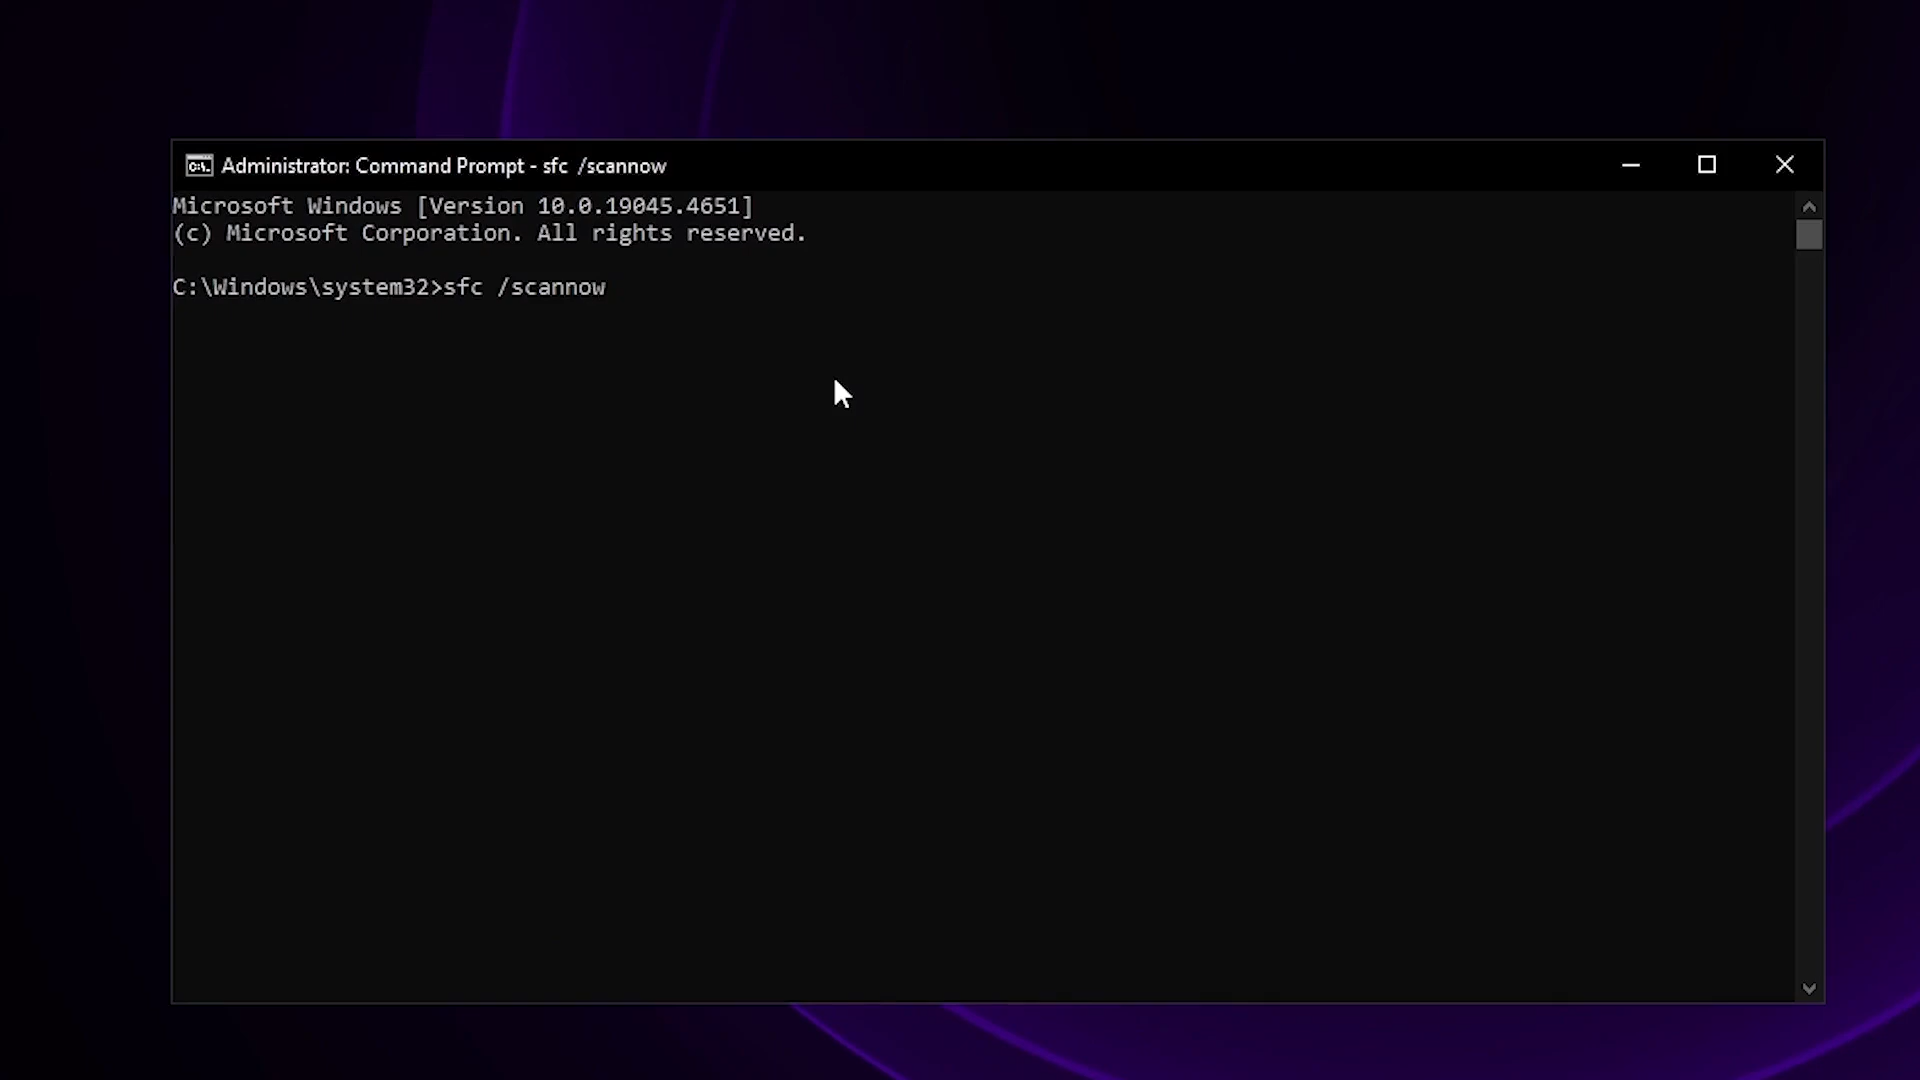 Administrator: Command Prompt - sfc  /scannow
Microsoft Windows [Version 10.0.19045.4651]
(c) Microsoft Corporation. All rights reserved.
C:\Windows\system32>sfc /scannow